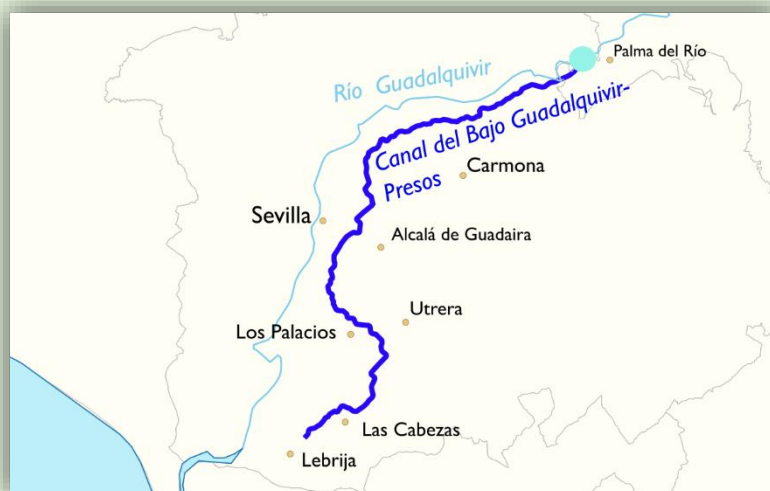 Palma del Río
Río Guadalquivir
Canal del Bajo Guadalquivir-
Presos
Carmona
Sevilla
Alcalá de Guadaira
Utrera
Los Palacios
Las Cabezas
Lebrija